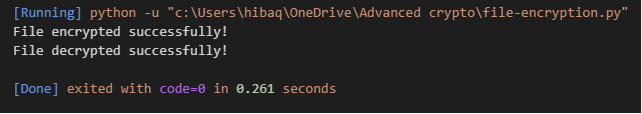 [Running] python -u "c:\Users\hibaq\OneDrive\Advanced crypto\file-encryption.py"
File encrypted successfully!
File decrypted successfully!
[Done] exited with code=0 in 0.261 seconds